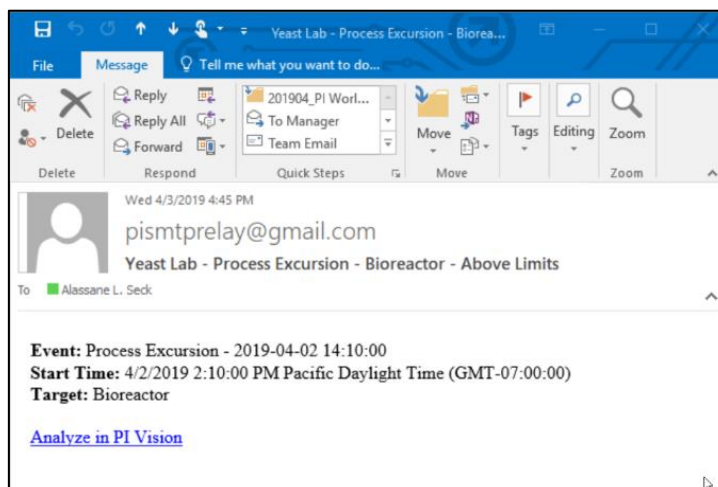 Yeast Lab - Process Excursion - Biorea...
File Message Tell me what you want to do...
Delete
Reply
Reply All
Forward
201904_PI Worl...
To Manager
Team Email
Move
Tags
Editing
Zoom
Delete Respond Quick Steps Move Zoom
Wed 4/3/2019 4:45 PM
pismtprelay@gmail.com
Yeast Lab - Process Excursion - Bioreactor - Above Limits
To Alassane L. Seck
Event: Process Excursion - 2019-04-02 14:10:00
Start Time: 4/2/2019 2:10:00 PM Pacific Daylight Time (GMT-07:00:00)
Target: Bioreactor
Analyze in PI Vision